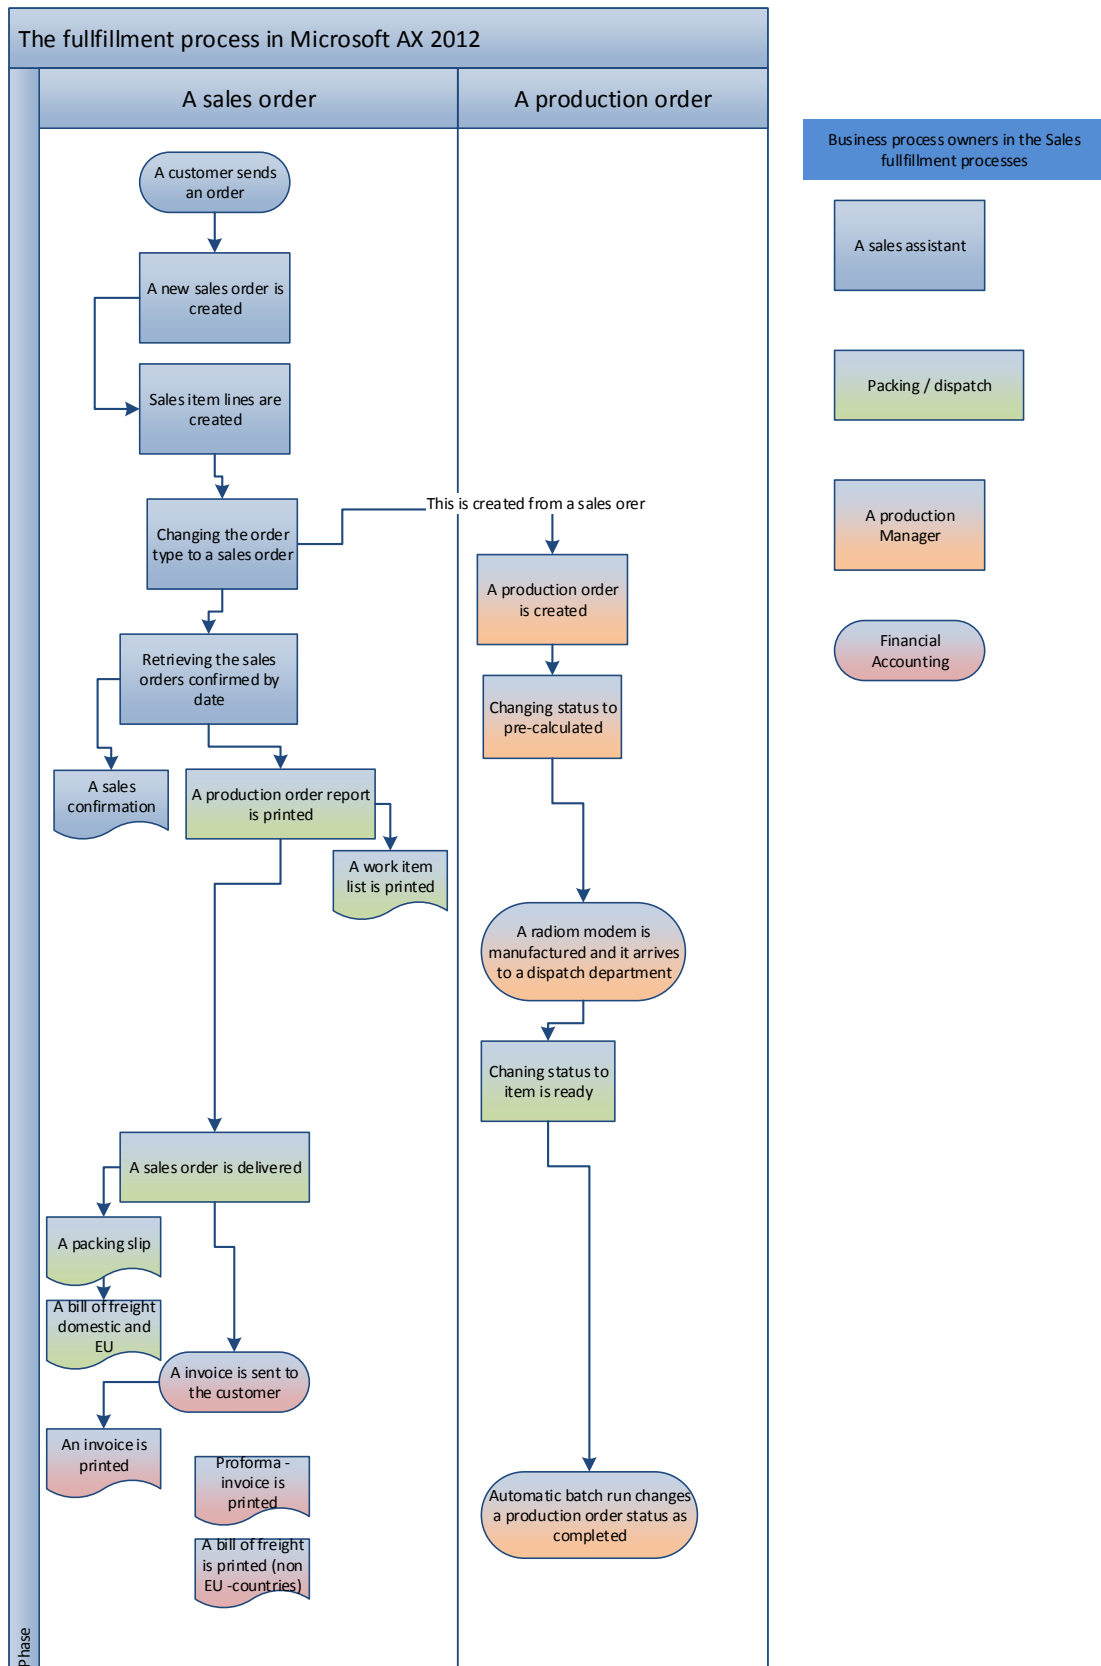 The fullfillment process in Microsoft AX 2012
A sales order
A production order
Business process owners in the Sales
fullfillment processes
A customer sends
an order
A new sales order is
created
Sales item lines are
created
Changing the order
type to a sales order
This is created from a sales orer
Retrieving the sales
orders confirmed by
date
A sales
confirmation
A production order report
is printed
A work item
list is printed
A sales order is delivered
A packing slip
A bill of freight
domestic and
EU
A invoice is sent to
the customer
An invoice is
printed
Proforma -
invoice is
printed
A bill of freight
is printed (non
EU -countries)
A production order
is created
Changing status to
pre-calculated
A radiom modem is
manufactured and it arrives
to a dispatch department
Chaning status to
item is ready
Automatic batch run changes
a production order status as
completed
A sales assistant
Packing / dispatch
A production
Manager
Financial
Accounting
Phase